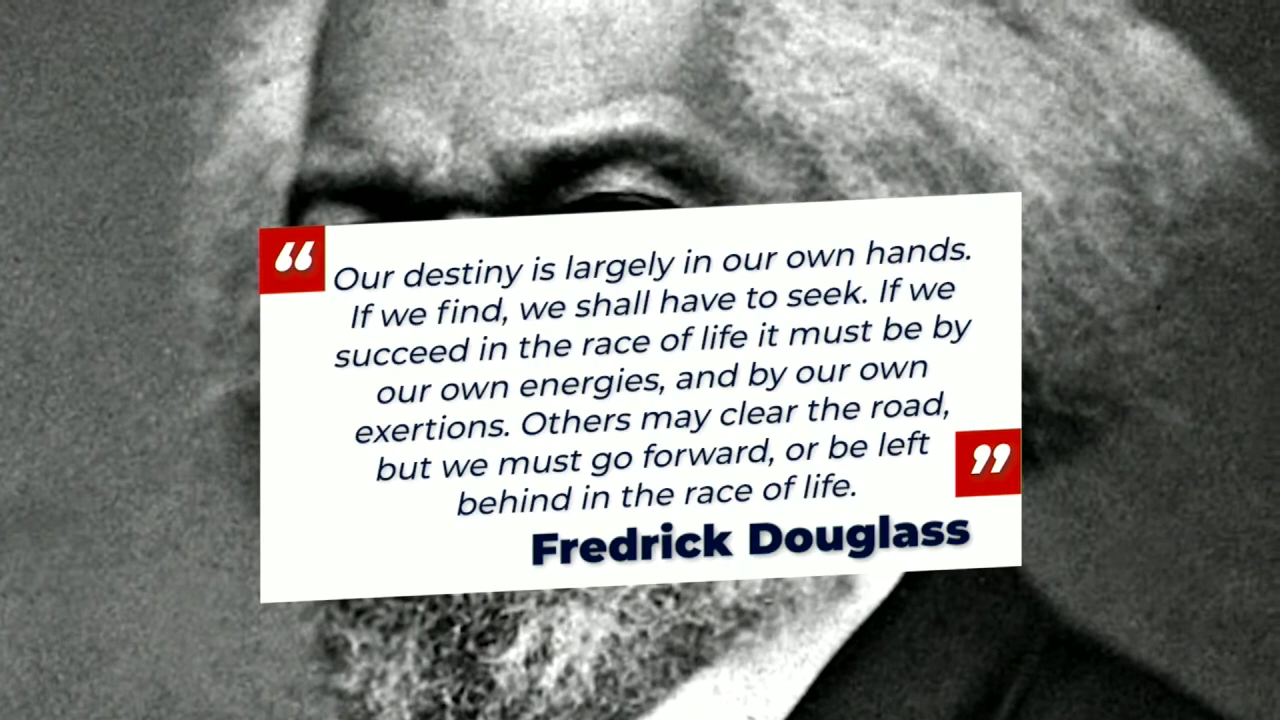 “ Our destiny is largely in our own hands.
If we find, we shall have to seek. If we
succeed in the race of life it must be by
our own energies, and by our own
exertions. Others may clear the road,
but we must go forward, or be left
behind in the race of life. ”
Fredrick Douglass